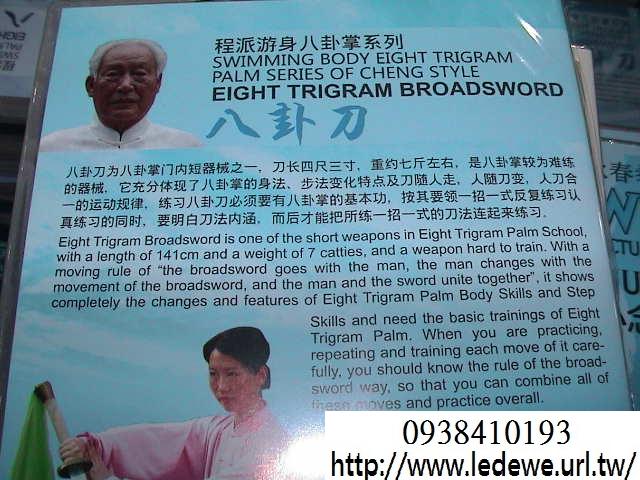 程派游身八卦掌系列
SWIMMING BODY EIGHT TRIGRAM
PALM SERIES OF CHENG STYLE
EIGHT TRIGRAM BROADSWORD
八卦刀
八卦刀为八卦掌门内短器械之一，刀长四尺三寸，重约七斤左右，是八卦掌较为难练
的器械，它充分体现了八卦掌的身法、步法变化特点及刀随人走，人随刀变，人刀合
一的运动规律，练习八卦刀必须要有八卦掌的基本功，按其要领一招一式反复练习认
真练习的同时，要明白刀法内涵，而后才能把所练一招一式的刀法连起来练习．
Eight Trigram Broadsword is one of the short weapons in Eight Trigram Palm School,
with a length of 141cm and a weight of 7 catties, and a weapon hard to train. With a
moving rule of “the broadsword goes with the man, the man changes with the
movement of the broadsword, and the man and the sword unite together”, it shows
completely the changes and features of Eight Trigram Palm Body Skills and Step
Skills and need the basic trainings of Eight
Trigram Palm. When you are practicing,
repeating and training each move of it care-
fully, you should know the rule of the broad-
sword way, so that you can combine all of
these moves and practice overall.
0938410193
http://www.ledewe.url.tw/